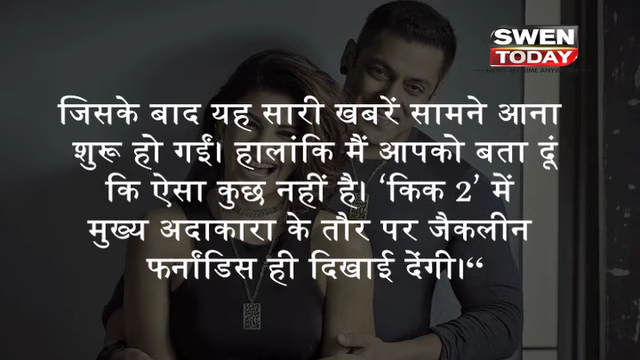 SWEN
TODAY
जिसके बाद यह सारी खबरें सामने आना
शुरू हो गईं। हालांकि मैं आपको बता दूं
कि ऐसा कुछ नहीं है। ‘किक 2’ में
मुख्य अदाकारा के तौर पर जैकलीन
फर्नांडिस ही दिखाई देंगी।“